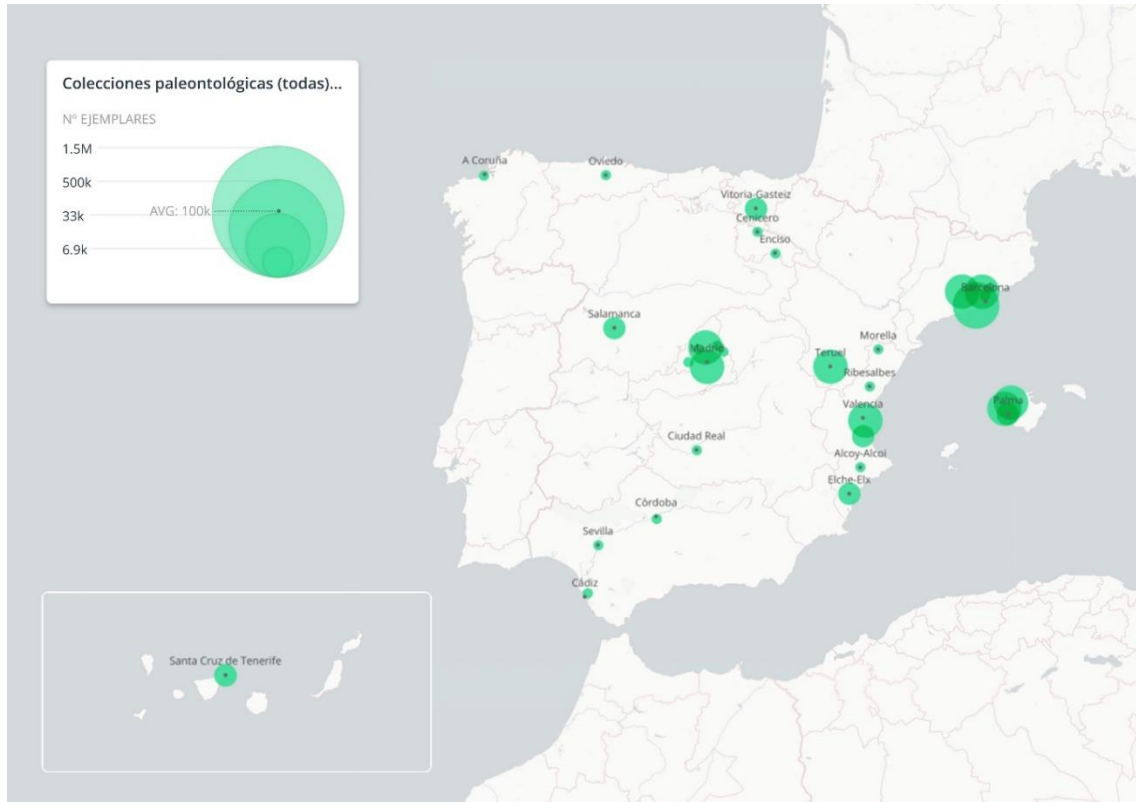 Colecciones paleontológicas (todas)...
Nº EJEMPLARES
1.5M
500k
AVG: 100k
33k
6.9k
A Coruña
Oviedo
Vitoria-Gasteiz
Cenicero
Enciso
Barcelona
Salamanca
Madrid
Morella
Teruel
Ribesalbes
Palma
Valencia
Ciudad Real
Alcoy-Alcoi
Elche-Elx
Córdoba
Sevilla
Cádiz
Santa Cruz de Tenerife